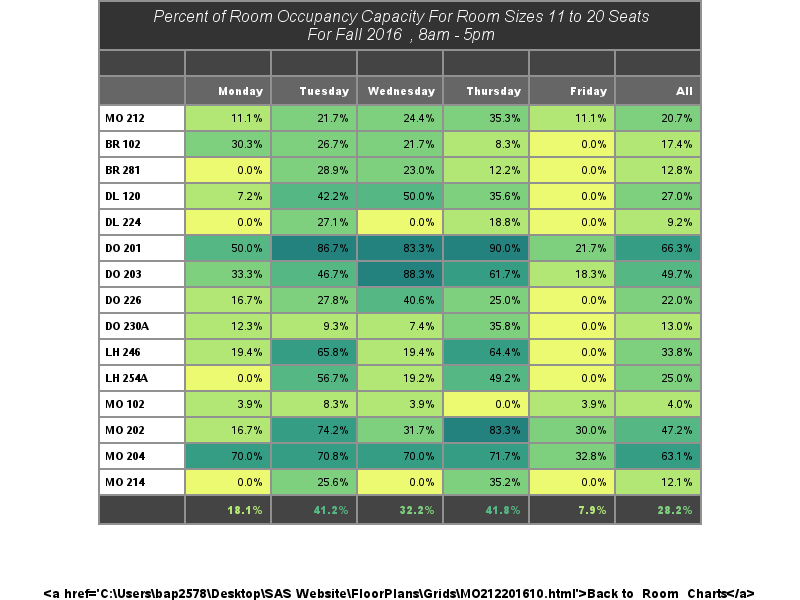 Percent of Room Occupancy Capacity For Room Sizes 11 to 20 Seats
For Fall 2016 , 8am - 5pm
Monday Tuesday Wednesday Thursday Friday All
MO 212 11.1% 21.7% 24.4% 35.3% 11.1% 20.7%
BR 102 30.3% 26.7% 21.7% 8.3% 0.0% 17.4%
BR 281 0.0% 28.9% 23.0% 12.2% 0.0% 12.8%
DL 120 7.2% 42.2% 50.0% 35.6% 0.0% 27.0%
DL 224 0.0% 27.1% 0.0% 18.8% 0.0% 9.2%
DO 201 50.0% 86.7% 83.3% 90.0% 21.7% 66.3%
DO 203 33.3% 46.7% 88.3% 61.7% 18.3% 49.7%
DO 226 16.7% 27.8% 40.6% 25.0% 0.0% 22.0%
DO 230A 12.3% 9.3% 7.4% 35.8% 0.0% 13.0%
LH 246 19.4% 65.8% 19.4% 64.4% 0.0% 33.8%
LH 254A 0.0% 56.7% 19.2% 49.2% 0.0% 25.0%
MO 102 3.9% 8.3% 3.9% 0.0% 3.9% 4.0%
MO 202 16.7% 74.2% 31.7% 83.3% 30.0% 47.2%
MO 204 70.0% 70.8% 70.0% 71.7% 32.8% 63.1%
MO 214 0.0% 25.6% 0.0% 35.2% 0.0% 12.1%
18.1% 41.2% 32.2% 41.8% 7.9% 28.2%
<a href='C:\Users\bap2578\Desktop\SAS Website\FloorPlans\Grids\MO212201610.html'>Back to Room Charts</a>